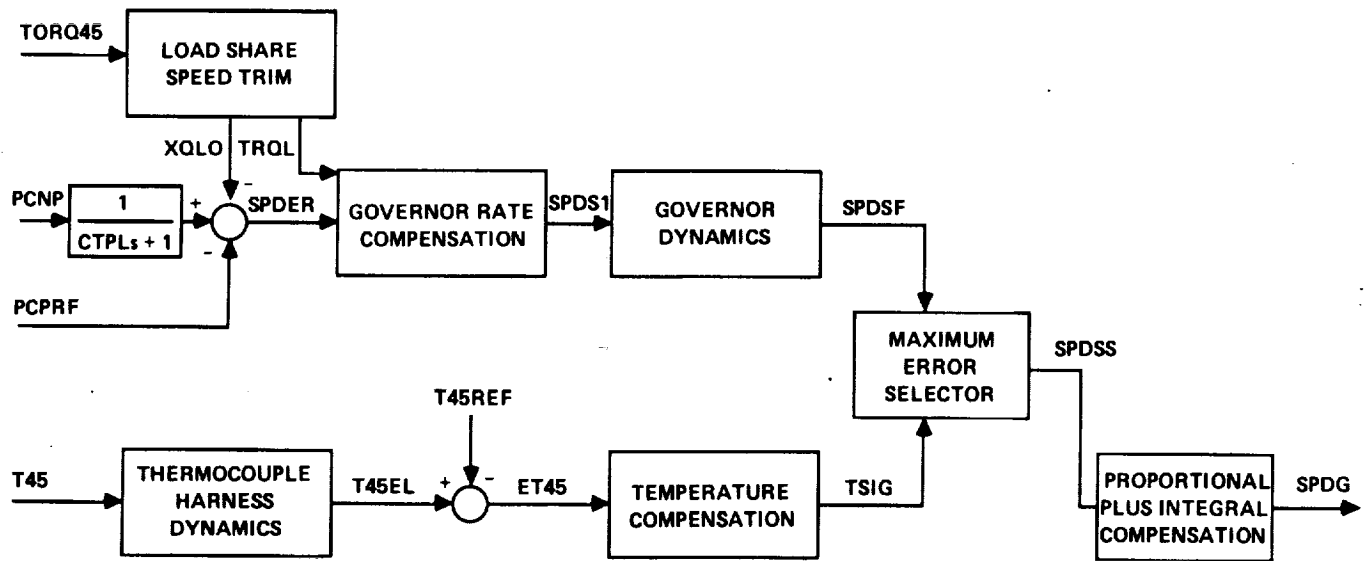 TORQ45
LOAD SHARE
SPEED TRIM
XQLO
TRQL
PCNP
1
CTPLs + 1
+
-
-
SPDER
GOVERNOR RATE
COMPENSATION
SPDS1
GOVERNOR
DYNAMICS
SPDSF
PCPRF
MAXIMUM
ERROR
SELECTOR
SPDSS
T45REF
T45
THERMOCOUPLE
HARNESS
DYNAMICS
T45EL
+
-
ET45
TEMPERATURE
COMPENSATION
TSIG
PROPORTIONAL
PLUS INTEGRAL
COMPENSATION
SPDG